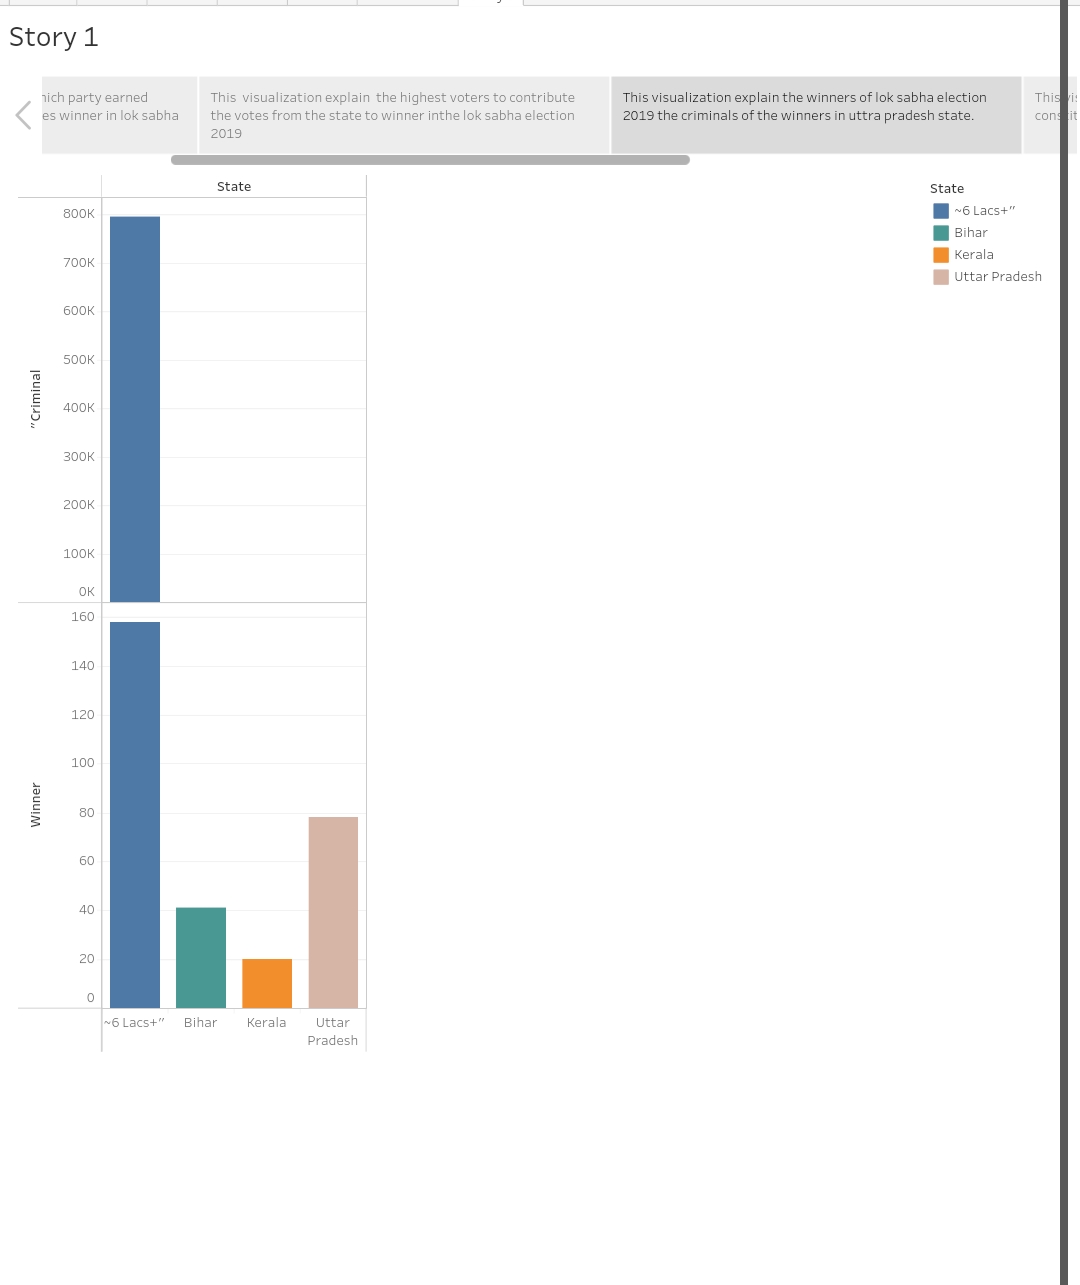 Story 1
party earned
es winner in lok sabha
This  visualization explain  the highest voters to contribute
the votes from the state to winner inthe lok sabha election
2019
This visualization explain the winners of lok sabha election
2019 the criminals of the winners in uttra pradesh state.
State
State
~6 Lacs+"
Bihar
Kerala
Uttar Pradesh
"Criminal
800K
700K
600K
500K
400K
300K
200K
100K
0K
Winner
160
140
120
100
80
60
40
20
0
~6 Lacs+"
Bihar
Kerala
Uttar
Pradesh